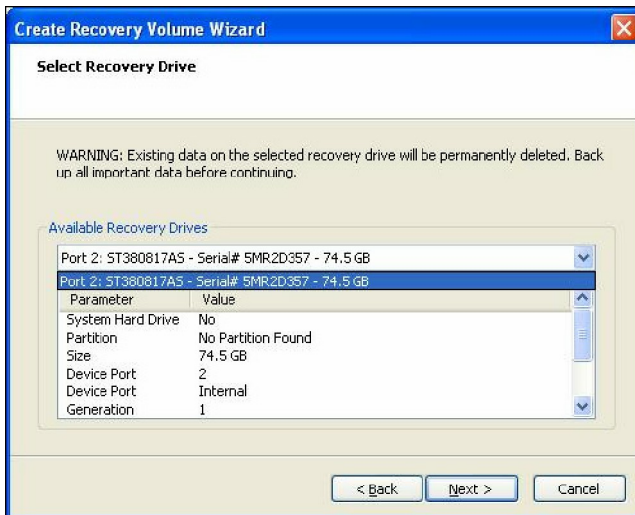 Create Recovery Volume Wizard
Select Recovery Drive
WARNING: Existing data on the selected recovery drive will be permanently deleted. Back
up all important data before continuing.
Available Recovery Drives
Port 2: ST380817AS - Serial# 5MR2D357 - 74.5 GB
Port 2: ST380817AS - Serial# 5MR2D357 - 74.5 GB
Parameter Value
System Hard Drive No
Partition No Partition Found
Size 74.5 GB
Device Port 2
Device Port Internal
Generation 1
< Back Next > Cancel